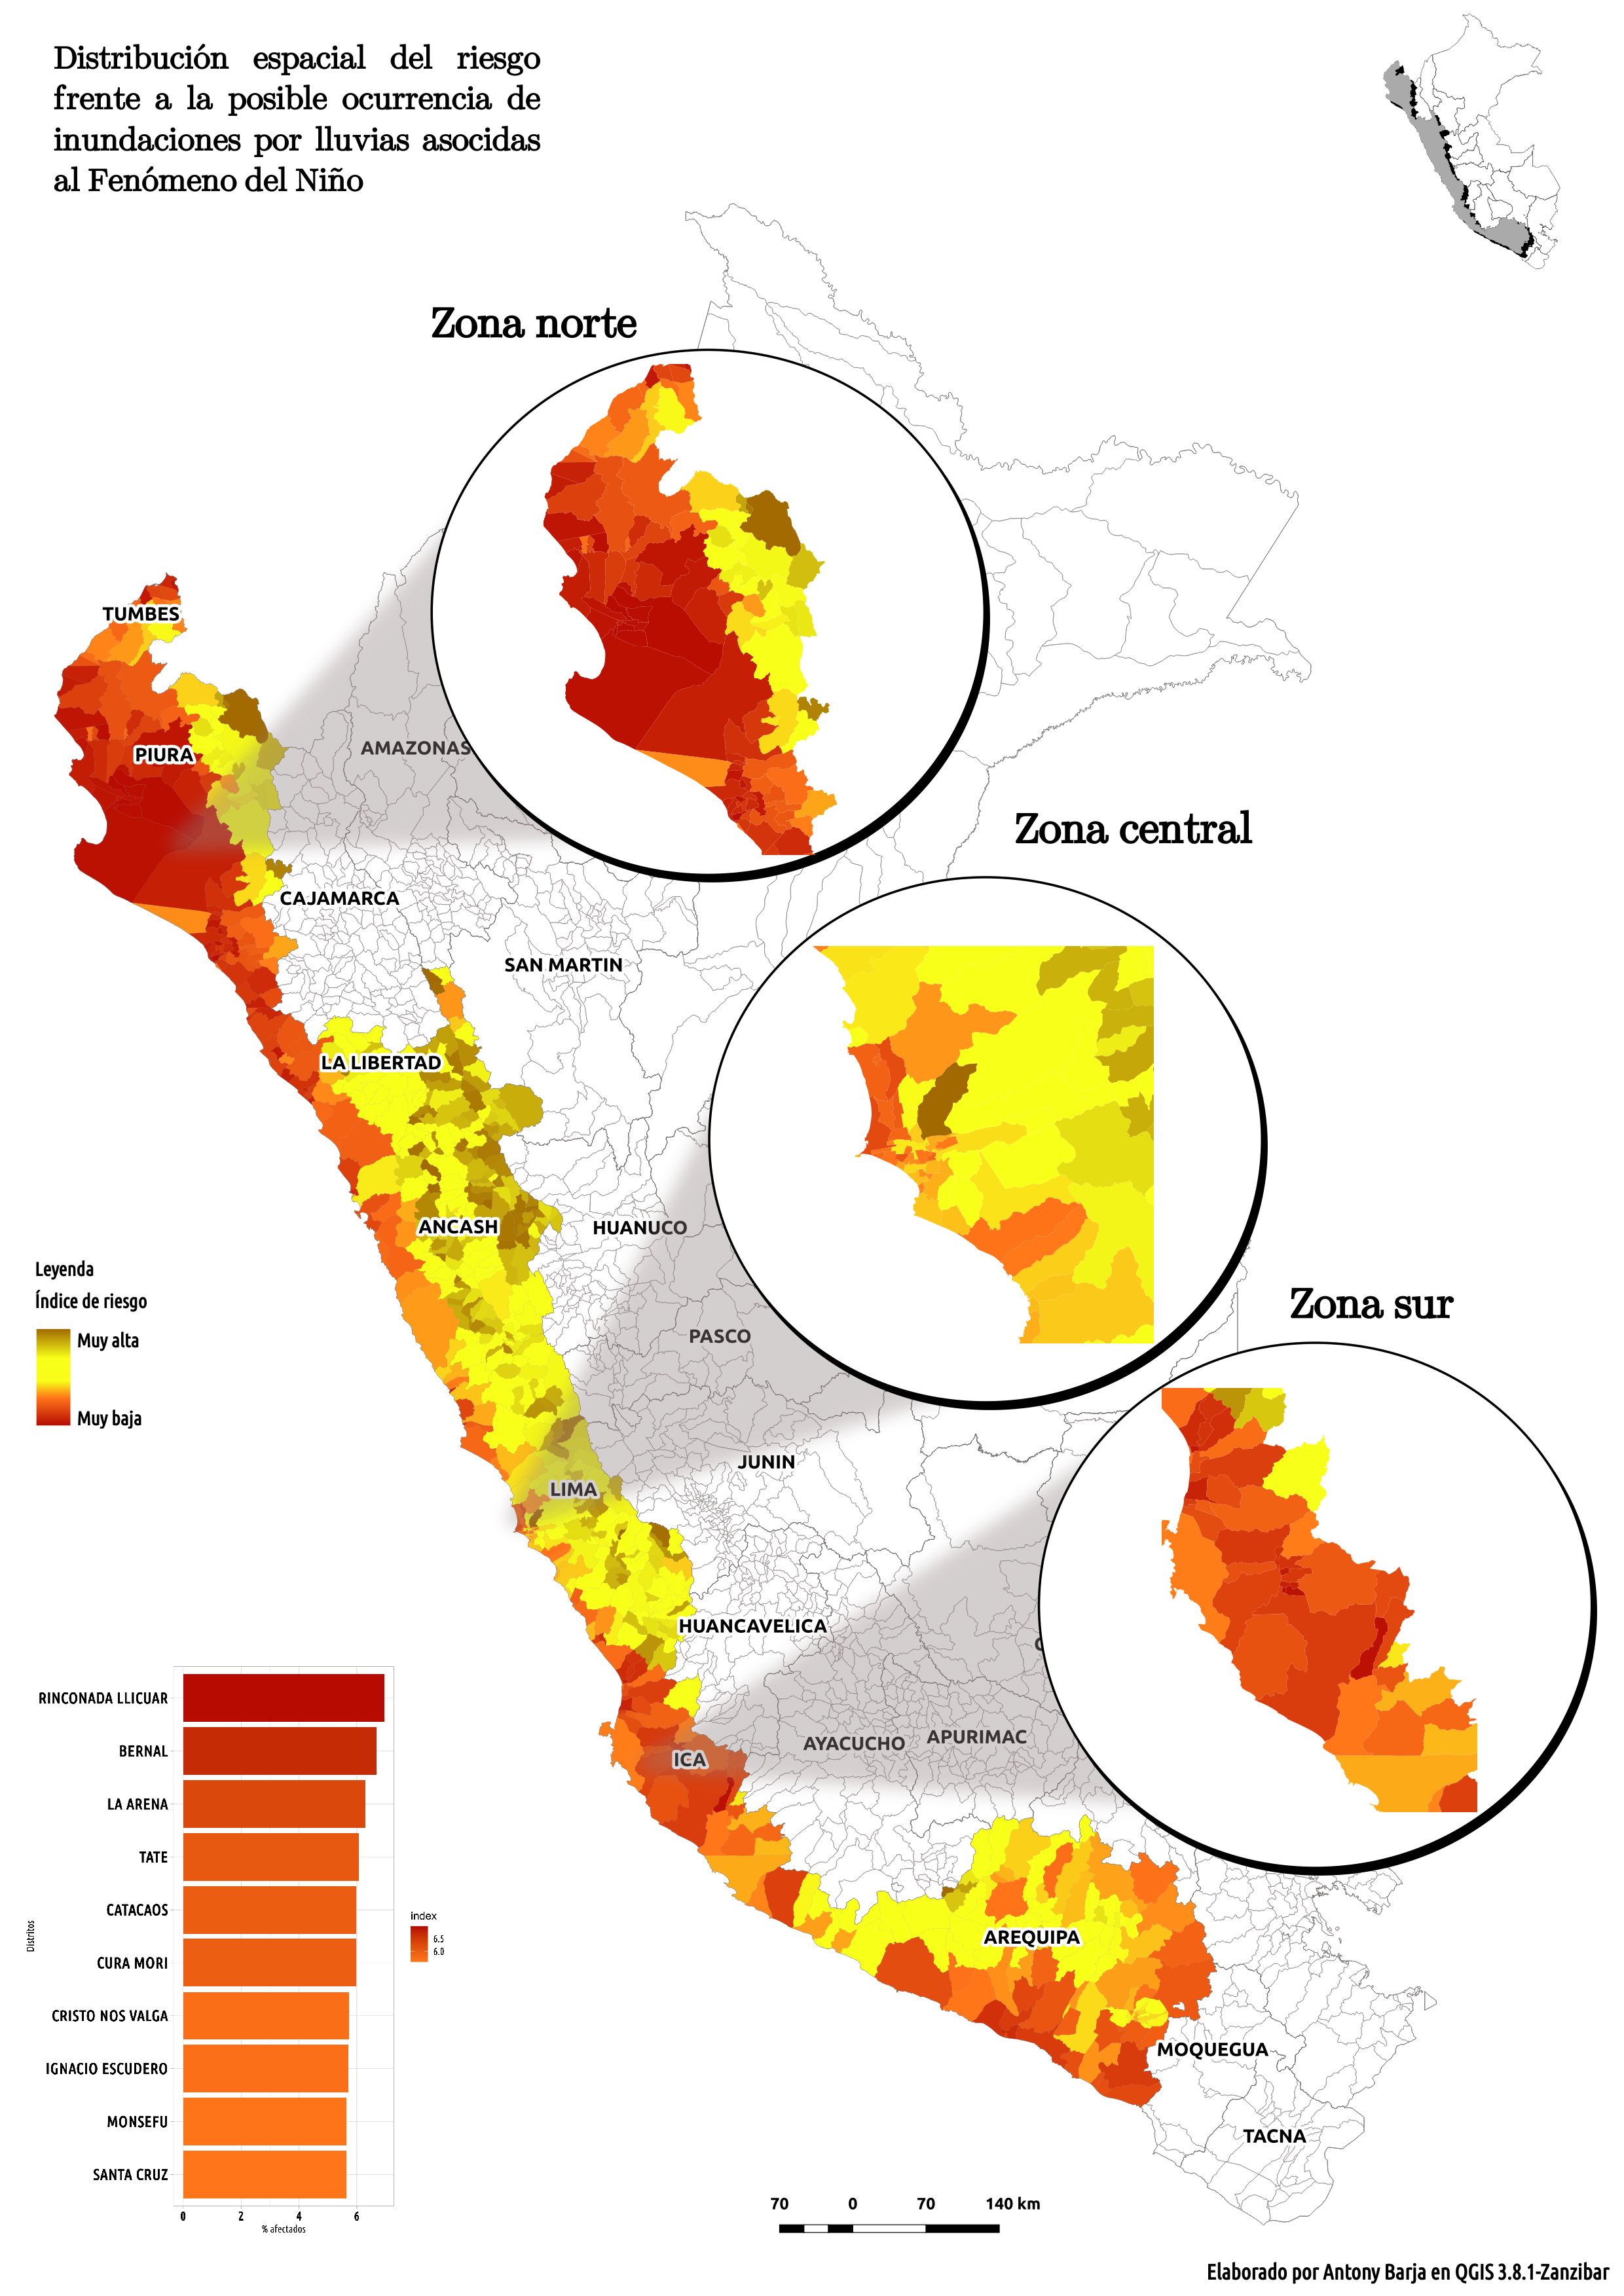 Distribución espacial del riesgo
frente a la posible ocurrencia de
inundaciones por lluvias asocidas
al Fenómeno del Niño
Zona norte
TUMBES
PIURA
AMAZONAS
Zona central
CAJAMARCA
SAN MARTIN
LA LIBERTAD
ANCASH
HUANUCO
Leyenda
Índice de riesgo
Muy alta
Muy baja
Zona sur
PASCO
JUNIN
LIMA
HUANCAVELICA
AYACUCHO
APURIMAC
ICA
AREQUIPA
MOQUEGUA
TACNA
RINCONADA LLICUAR
BERNAL
LA ARENA
TATE
CATACAOS
CURA MORI
CRISTO NOS VALGA
IGNACIO ESCUDERO
MONSEFU
SANTA CRUZ
Distritos
0 2 4 6
% afectados
index
6.5
6.0
70 0 70 140 km
Elaborado por Antony Barja en QGIS 3.8.1-Zanzibar